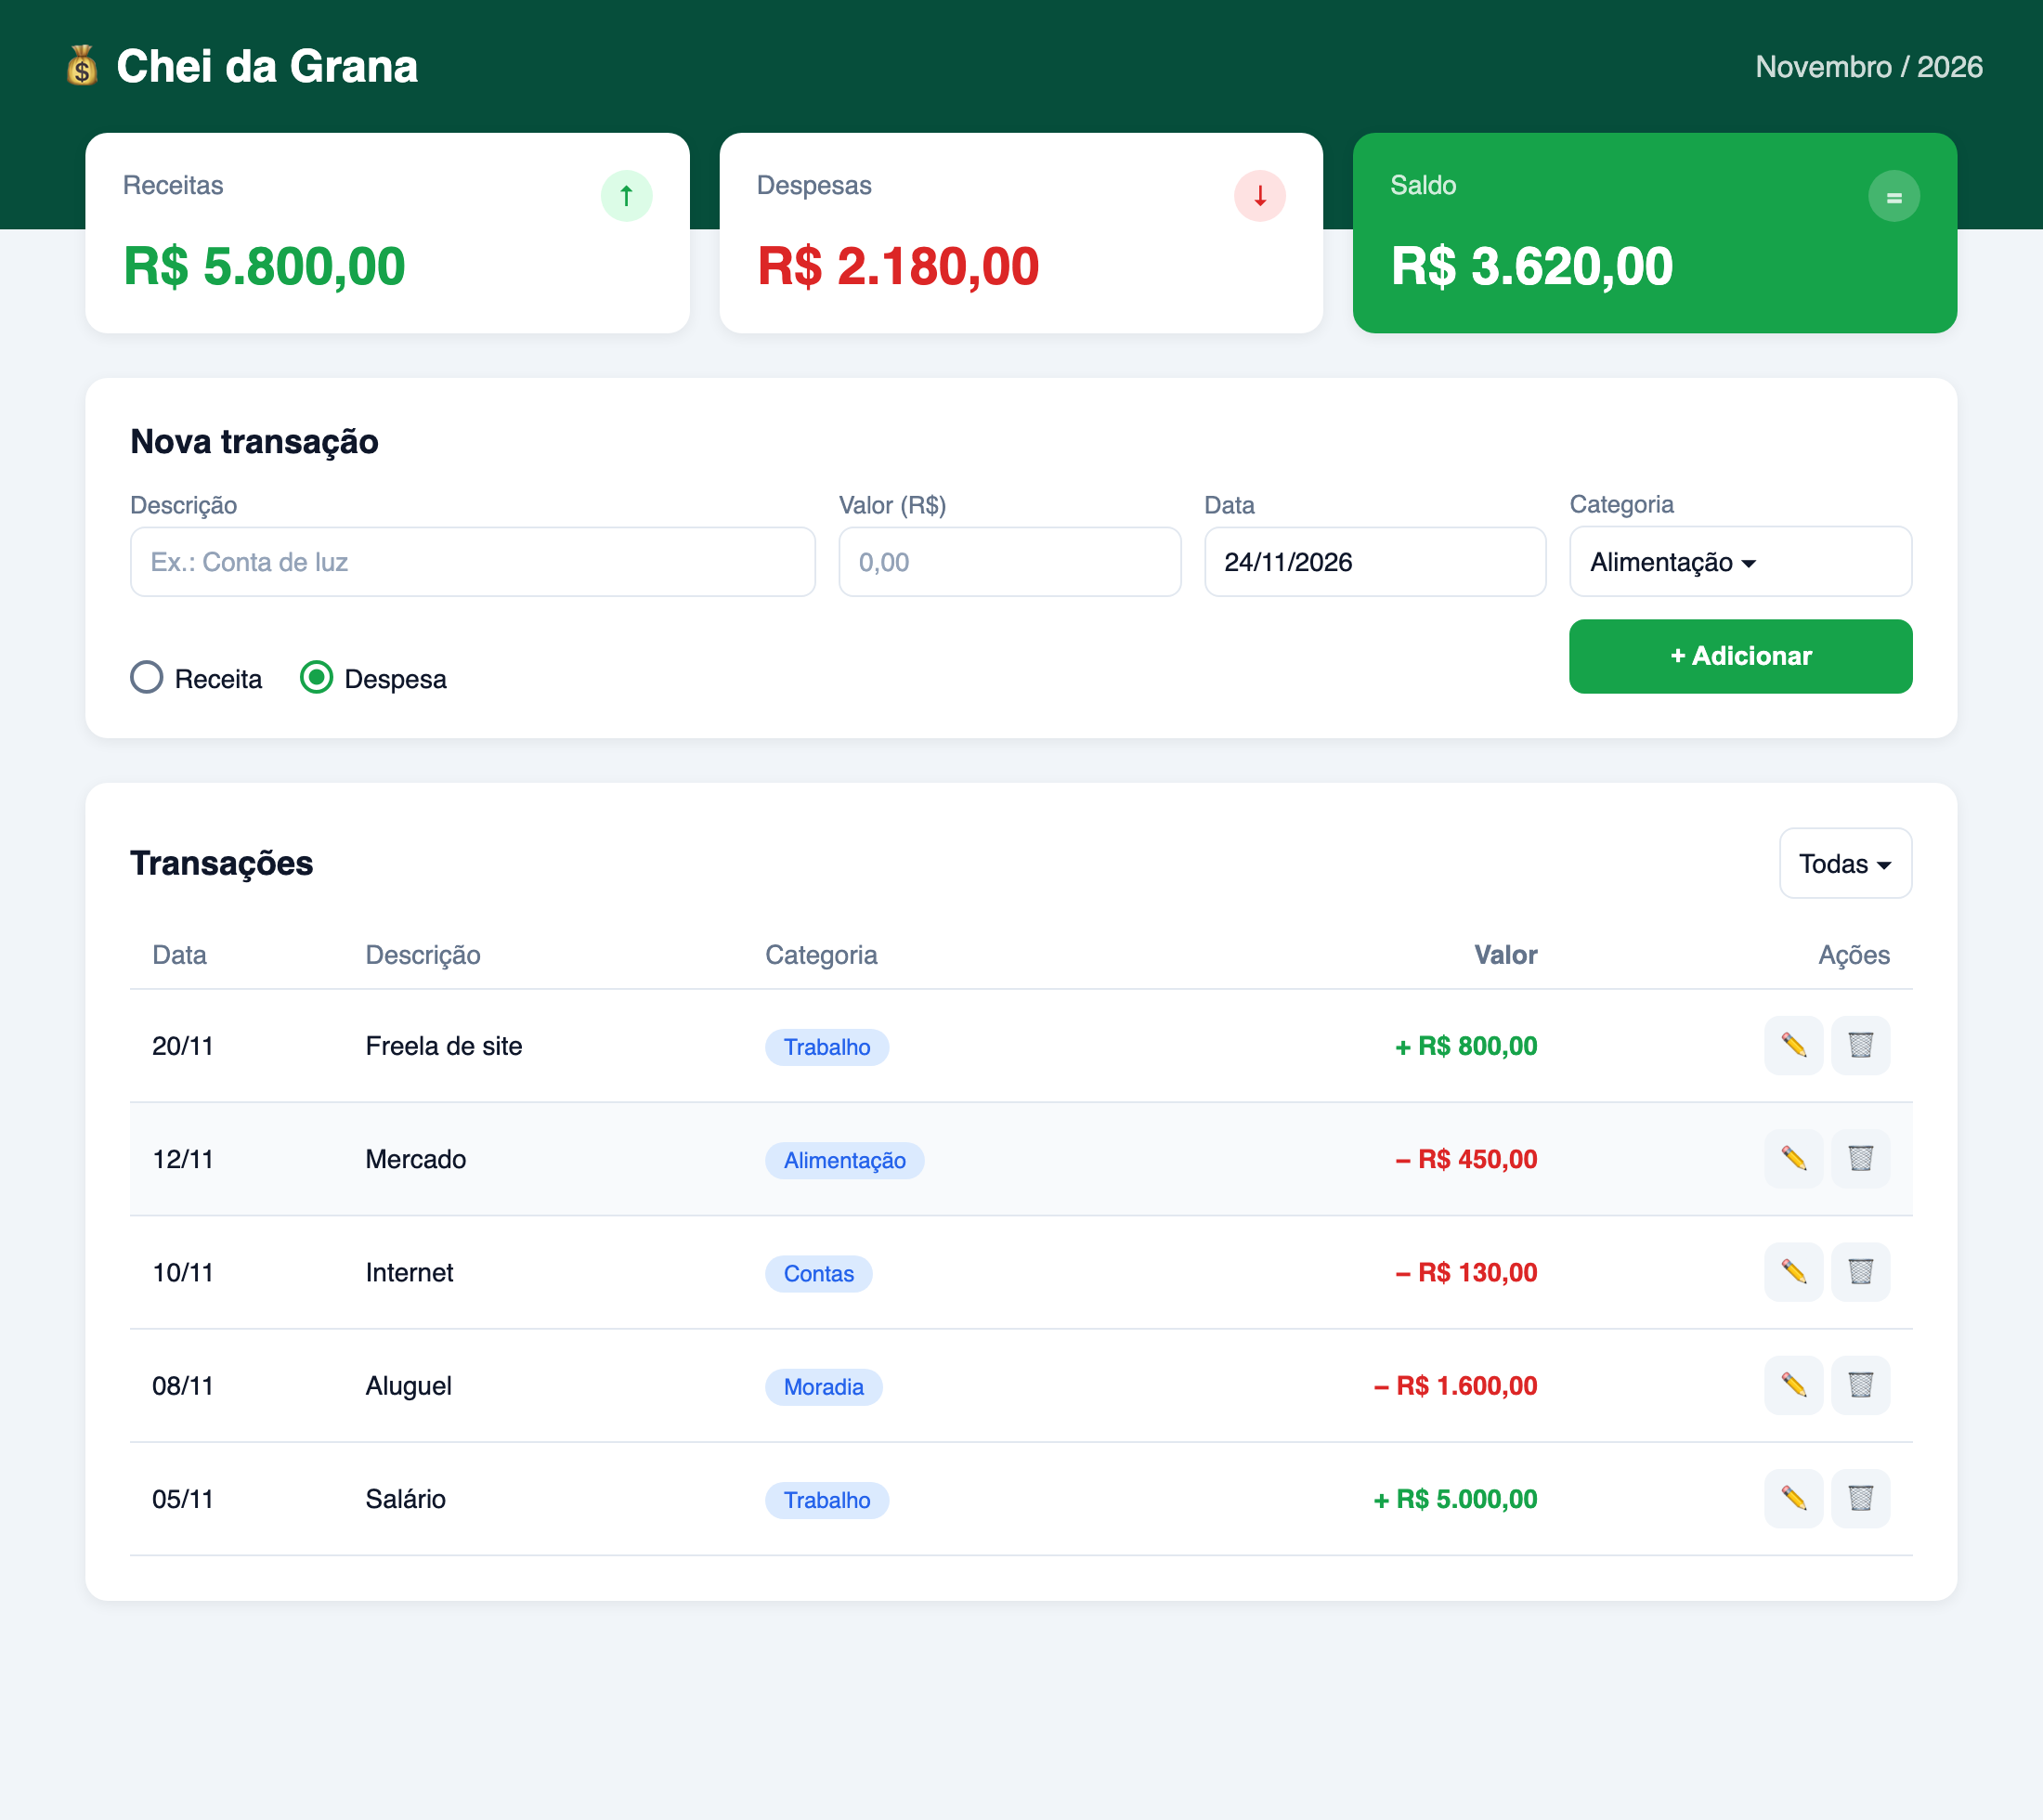 💰 Chei da Grana
Novembro / 2026
Receitas
↑
R$ 5.800,00
Despesas
↓
R$ 2.180,00
Saldo
=
R$ 3.620,00
Nova transação
Descrição
Ex.: Conta de luz
Valor (R$)
0,00
Data
24/11/2026
Categoria
Alimentação
Receita
Despesa
+ Adicionar
Transações
Todas
Data Descrição Categoria Valor Ações
20/11 Freela de site Trabalho + R$ 800,00
12/11 Mercado Alimentação – R$ 450,00
10/11 Internet Contas – R$ 130,00
08/11 Aluguel Moradia – R$ 1.600,00
05/11 Salário Trabalho + R$ 5.000,00